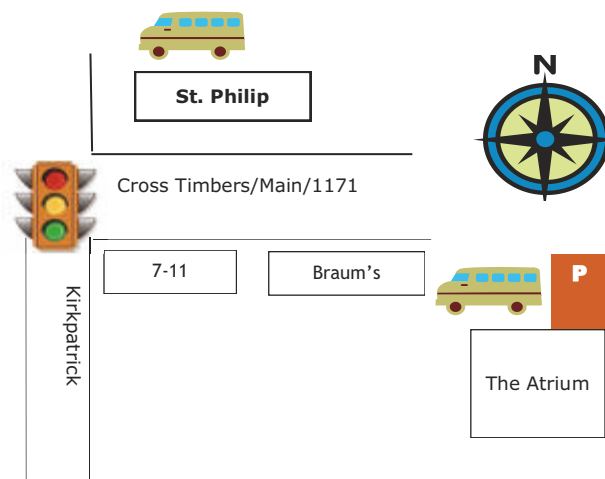 N
St. Philip
Cross Timbers/Main/1171
7-11
Braum's
P
Kirkpatrick
The Atrium